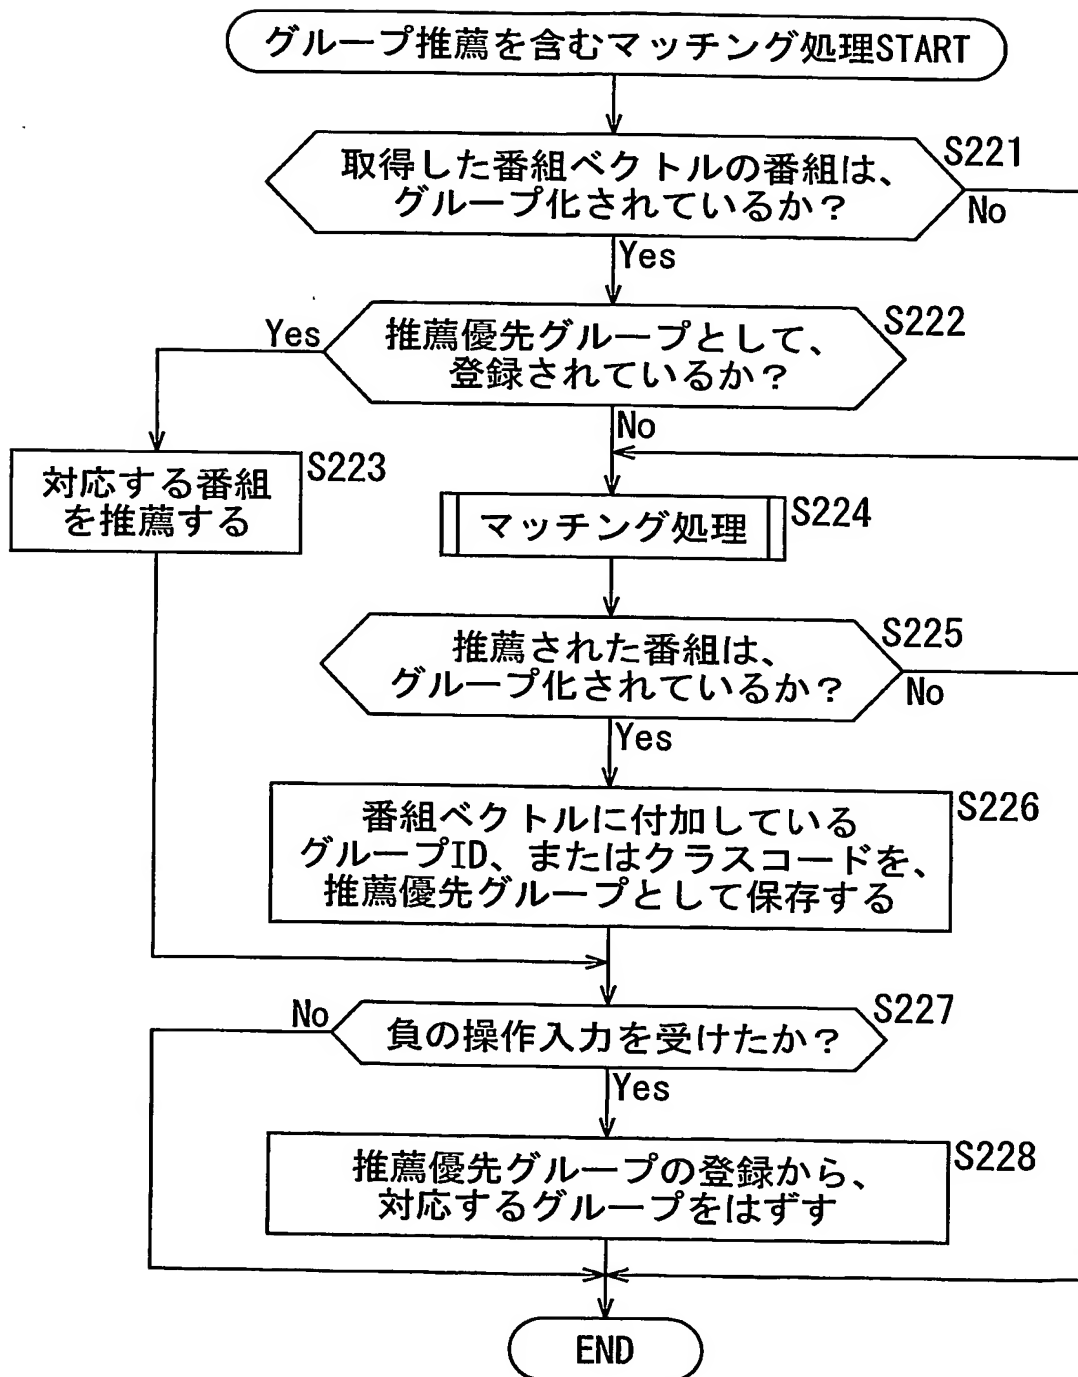 グループ推薦を含むマッチング処理START
取得した番組ベクトルの番組は、
グループ化されているか?
S221
No
Yes
推薦優先グループとして、
登録されているか?
S222
Yes
No
対応する番組
を推薦する
S223
マッチング処理
S224
推薦された番組は、
グループ化されているか?
S225
No
Yes
番組ベクトルに付加している
グループID、またはクラスコードを、
推薦優先グループとして保存する
S226
負の操作入力を受けたか?
S227
No
Yes
推薦優先グループの登録から、
対応するグループをはずす
S228
END